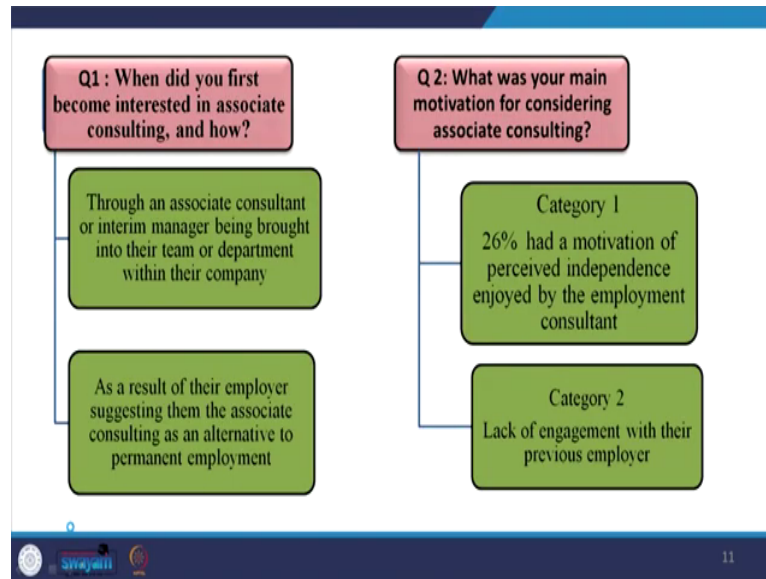 Q1 : When did you first
become interested in associate
consulting, and how?
Through an associate consultant
or interim manager being brought
into their team or department
within their company
As a result of their employer
suggesting them the associate
consulting as an alternative to
permanent employment
Q 2: What was your main
motivation for considering
associate consulting?
Category 1
26% had a motivation of
perceived independence
enjoyed by the employment
consultant
Category 2
Lack of engagement with their
previous employer
swayam
11